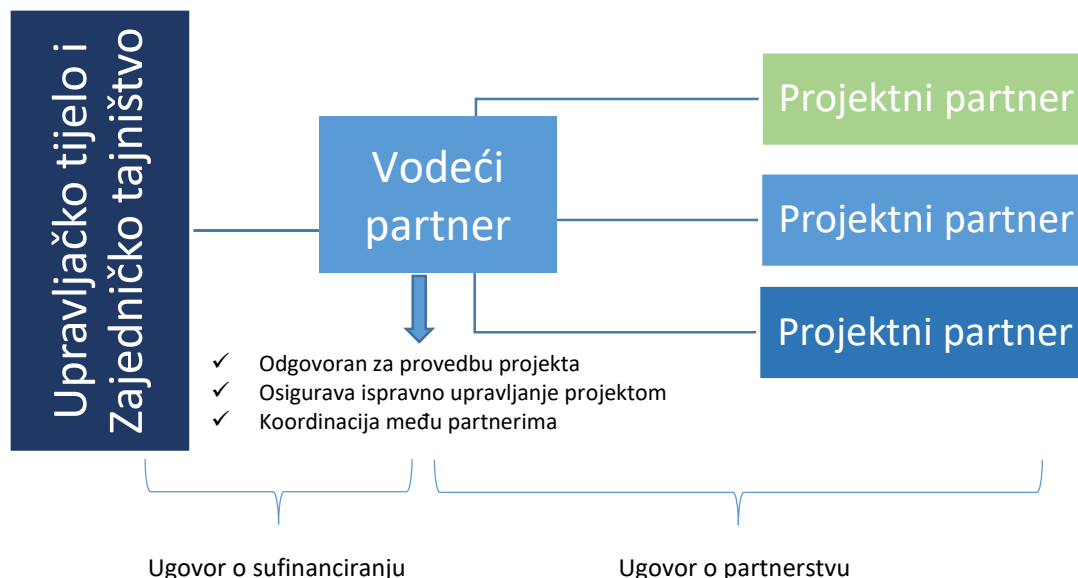 Upravljačko tijelo i
Zajedničko tajništvo
Vodeći
partner
Projektni partner
Projektni partner
Projektni partner
✓ Odgovoran za provedbu projekta
✓ Osigurava ispravno upravljanje projektom
✓ Koordinacija među partnerima
Ugovor o sufinanciranju
Ugovor o partnerstvu